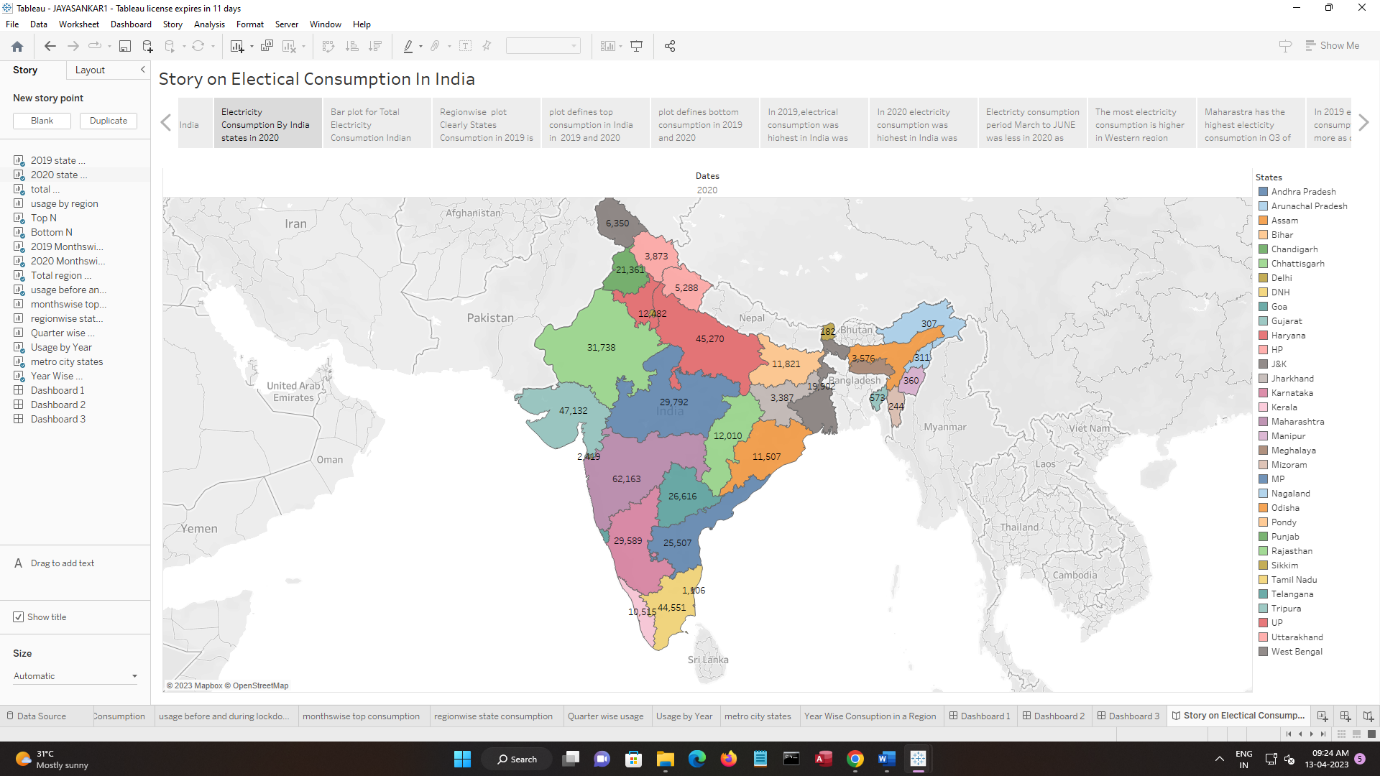 Tableau - JAYASANKAR1 - Tableau license expires in 11 days
File Data Worksheet Dashboard Story Analysis Format Server Window Help
Show Me
Story Layout
New story point
Blank Duplicate
2019 state ...
2020 state ...
total ...
usage by region
Top N
Bottom N
2019 Monthswi...
2020 Monthswi...
Total region ...
usage before an...
monthswise top...
regionwise stat...
Quarter wise ...
Usage by Year
metro city states
Year Wise ...
Dashboard 1
Dashboard 2
Dashboard 3
Drag to add text
Show title
Size
Automatic
Story on Electical Consumption In India
India
Electricity
Consumption By India
states in 2020
Bar plot for Total
Electricity
Consumption Indian
Regionwise plot
Clearly States
Consumption in 2019 is
plot defines top
consumption in India
in 2019 and 2020
plot defines bottom
consumption in 2019
and 2020
In 2019,electrical
consumption was
highest in India was
In 2020 electricity
consumption was
highest in India was
Electricty consumption
period March to JUNE
was less in 2020 as
The most electricity
consumption is higher
in Western region
Maharastra has the
highest electicity
consumption in Q3 of
In 2019 e
consump
more as
Dates
2020
Iran
Afghanistan
Pakistan
Nepal
Bhutan
Bangladesh
United Arab
Emirates
Oman
Yemen
India
Myanmar
Viet Nam
Laos
Thailand
Cambodia
Sri Lanka
6,350
3,873
21,361
5,288
12,482
45,270
31,738
307
182
3,576
311
11,821
360
3,387
573
244
47,132
29,792
12,010
11,507
2,419
62,163
26,616
29,589
25,507
1,106
10,515
44,551
© 2023 Mapbox © OpenStreetMap
States
Andhra Pradesh
Arunachal Pradesh
Assam
Bihar
Chandigarh
Chhattisgarh
Delhi
DNH
Goa
Gujarat
Haryana
HP
J&K
Jharkhand
Karnataka
Kerala
Maharashtra
Manipur
Meghalaya
Mizoram
MP
Nagaland
Odisha
Pondy
Punjab
Rajasthan
Sikkim
Tamil Nadu
Telangana
Tripura
UP
Uttarakhand
West Bengal
Data Source Consumption usage before and during lockdo... monthswise top consumption regionwise state consumption Quarter wise usage Usage by Year metro city states Year Wise Consuption in a Region Dashboard 1 Dashboard 2 Dashboard 3 Story on Electical Consump...
31°C
Mostly sunny
Search
ENG
IN
09:24 AM
13-04-2023
5